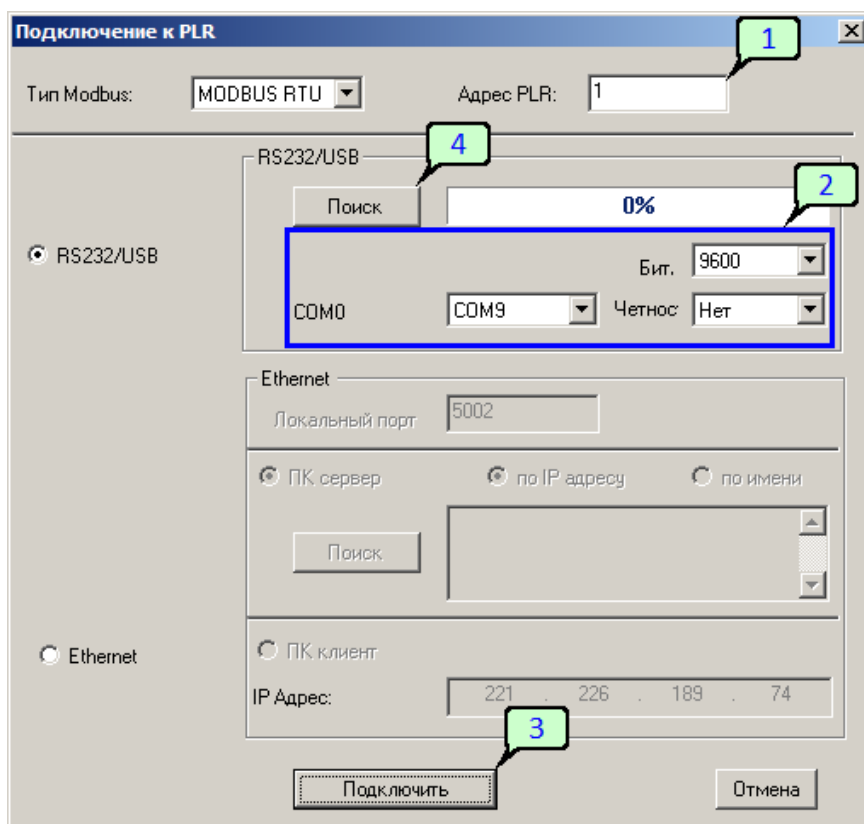 Подключение к PLR
1
Тип Modbus: MODBUS RTU Адрес PLR: 1
4
RS232/USB
2
Поиск 0%
RS232/USB
Бит. 9600
COM0 COM9 Четнос Нет
Ethernet
Локальный порт 5002
ПК сервер по IP адресу по имени
Поиск
Ethernet
ПК клиент
IP Адрес: 221 . 226 . 189 . 74
3
Подключить Отмена